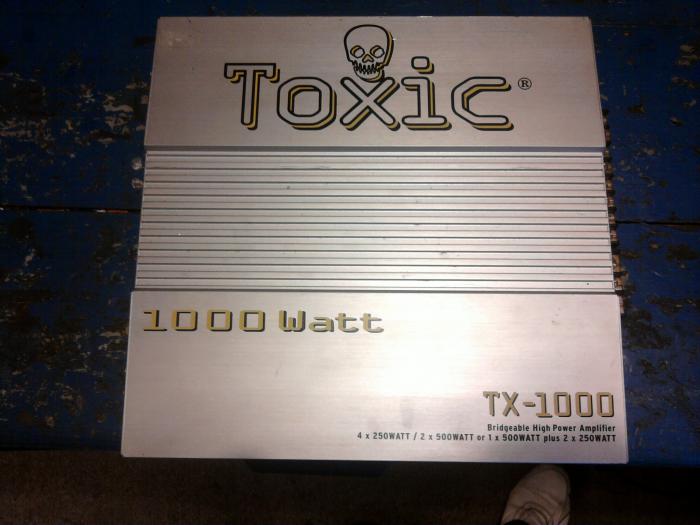 Toxic®
1000 Watt
TX-1000
Bridgeable High Power Amplifier
4 x 250WATT / 2 x 500WATT or 1 x 500WATT plus 2 x 250WATT